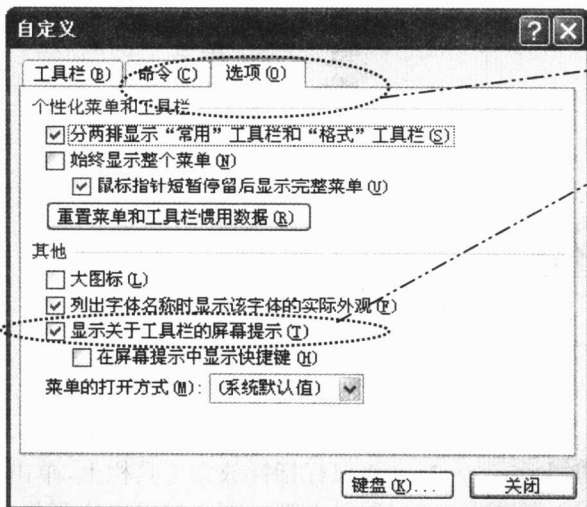 自定义
工具栏(B) 命令(C) 选项(O)
个性化菜单和工具栏
分两排显示“常用”工具栏和“格式”工具栏(S)
始终显示整个菜单(N)
鼠标指针短暂停留后显示完整菜单(U)
重置菜单和工具栏惯用数据(R)
其他
大图标(L)
列出字体名称时显示该字体的实际外观(F)
显示关于工具栏的屏幕提示(T)
在屏幕提示中显示快捷键(H)
菜单的打开方式(M): (系统默认值)
键盘(K)... 关闭